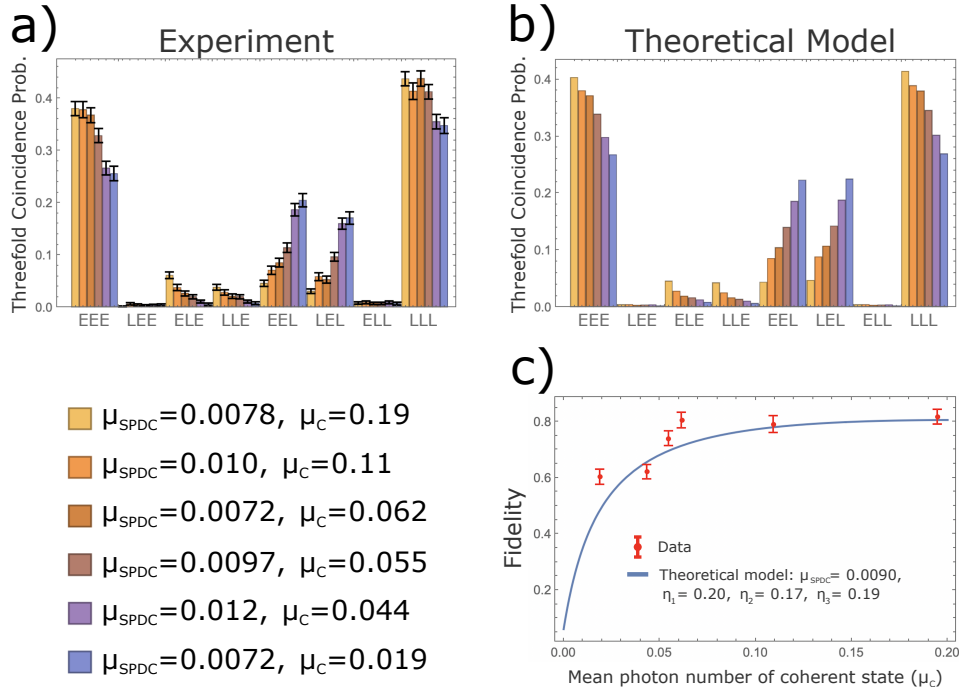 a)
Experiment
Threefold Coincidence Prob.
0.4
0.3
0.2
0.1
0.0
EEE LEE ELE LLE EEL LEL ELL LLL
b)
Theoretical Model
Threefold Coincidence Prob.
0.4
0.3
0.2
0.1
0.0
EEE LEE ELE LLE EEL LEL ELL LLL
μSPDC=0.0078, μC=0.19
μSPDC=0.010, μC=0.11
μSPDC=0.0072, μC=0.062
μSPDC=0.0097, μC=0.055
μSPDC=0.012, μC=0.044
μSPDC=0.0072, μC=0.019
c)
Fidelity
0.8
0.6
0.4
0.2
Data
Theoretical model: μSPDC= 0.0090,
η1= 0.20, η2= 0.17, η3= 0.19
0.00 0.05 0.10 0.15 0.20
Mean photon number of coherent state (μC)